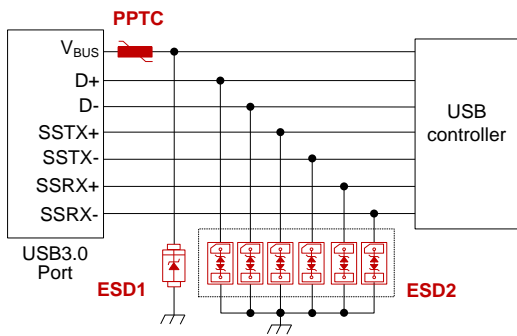 PPTC
VBUS
D+
D-
SSTX+
SSTX-
SSRX+
SSRX-
USB
controller
USB3.0
Port
ESD1
ESD2